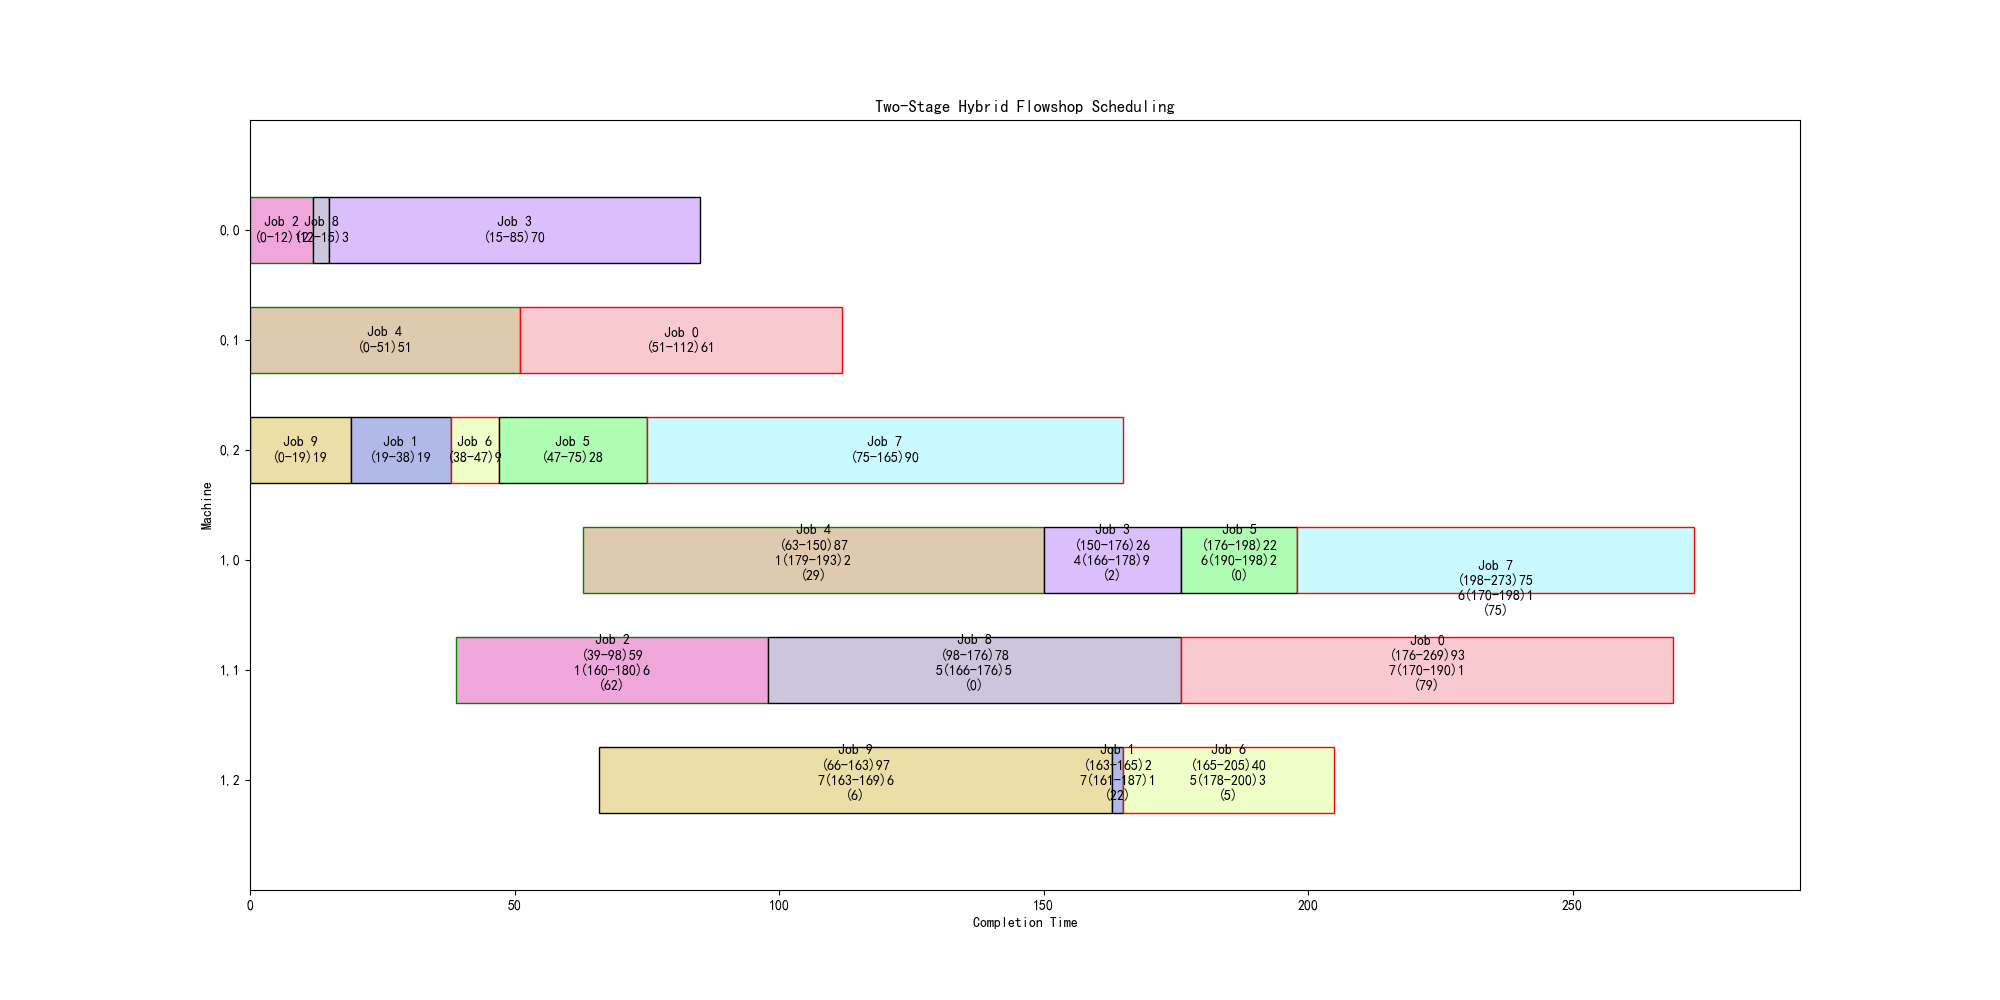 Two-Stage Hybrid Flowshop Scheduling
Job 2
(0-12)12
Job 8
(12-15)3
Job 3
(15-85)70
0,0
Job 4
(0-51)51
Job 0
(51-112)61
0,1
Job 9
(0-19)19
Job 1
(19-38)19
Job 6
(38-47)9
Job 5
(47-75)28
Job 7
(75-165)90
0,2
Machine
Job 4
(63-150)87
1(179-193)2
(29)
Job 3
(150-176)26
4(166-178)9
(2)
Job 5
(176-198)22
6(190-198)2
(0)
Job 7
(198-273)75
6(170-198)1
(75)
1,0
Job 2
(39-98)59
1(160-180)6
(62)
Job 8
(98-176)78
5(166-176)5
(0)
Job 0
(176-269)93
7(170-190)1
(79)
1,1
Job 9
(66-163)97
7(163-169)6
(6)
Job 1
(163-165)2
7(161-187)1
(22)
Job 6
(165-205)40
5(178-200)3
(5)
1,2
0
50
100
150
200
250
Completion Time